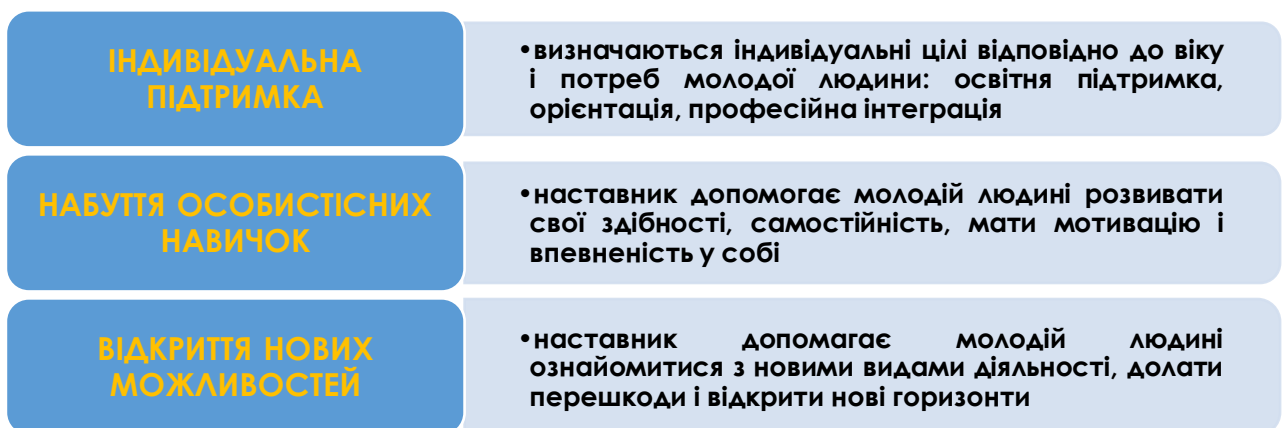 ІНДИВІДУАЛЬНА
ПІДТРИМКА
•визначаються індивідуальні цілі відповідно до віку
і потреб молодої людини: освітня підтримка,
орієнтація, професійна інтеграція
НАБУТТЯ ОСОБИСТІСНИХ
НАВИЧОК
•наставник допомогає молодій людині розвивати
свої здібності, самостійність, мати мотивацію і
впевненість у собі
ВІДКРИТТЯ НОВИХ
МОЖЛИВОСТЕЙ
•наставник допомагає молодій людині
ознайомитися з новими видами діяльності, долати
перешкоди і відкрити нові горизонти